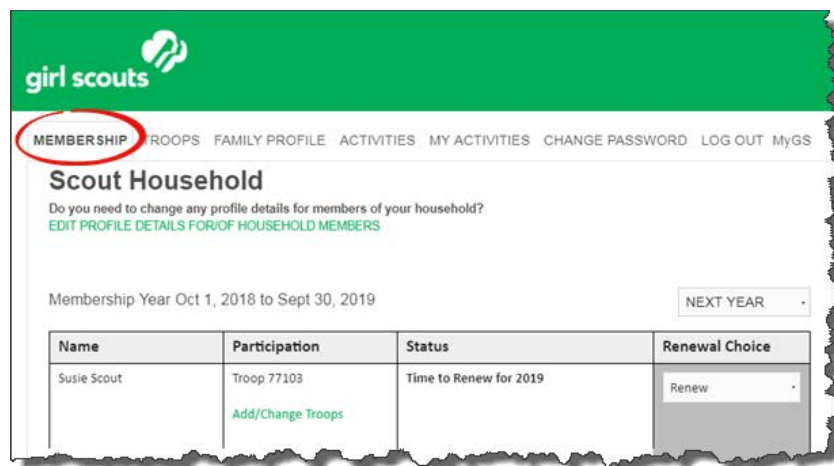 girl scouts
MEMBERSHIP TROOPS FAMILY PROFILE ACTIVITIES MY ACTIVITIES CHANGE PASSWORD LOG OUT MyGS
Scout Household
Do you need to change any profile details for members of your household?
EDIT PROFILE DETAILS FOR/OF HOUSEHOLD MEMBERS
Membership Year Oct 1, 2018 to Sept 30, 2019 NEXT YEAR
Name Participation Status Renewal Choice
Susie Scout Troop 77103 Time to Renew for 2019 Renew
Add/Change Troops